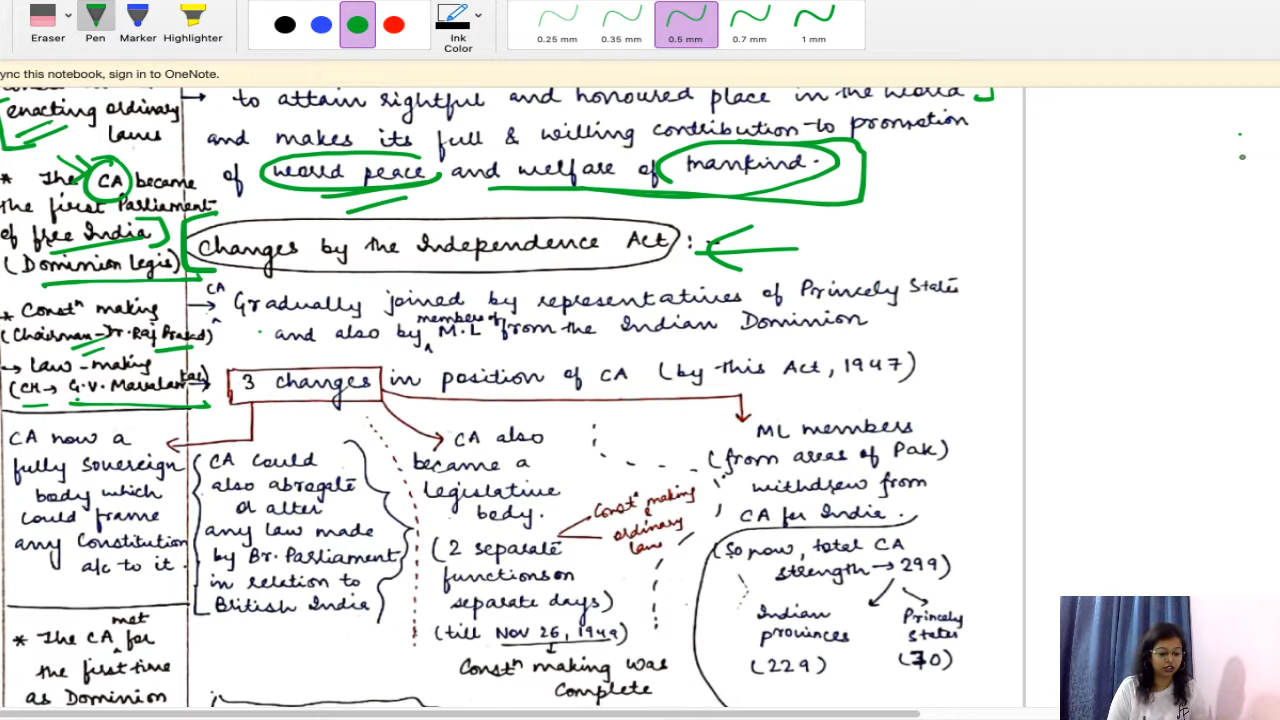 Eraser
Pen
Marker
Highlighter
Ink
Color
0.25 mm
0.35 mm
0.5 mm
0.7 mm
1 mm
ync this notebook, sign in to OneNote.
enacting ordinary
laws
* The CA became
the first Parliament
of free India
(Dominion legis)
* Constⁿ making
(Chairman-Dr. Raj Prasad)
→ law-making
(CH → G.V. Mavalankar)
→ to attain rightful and honoured place in the world
and makes its full & willing contribution to promotion
of world peace and welfare of mankind.
Changes by the Independence Act :-
→ CA Gradually joined by representatives of Princely States
and also by members of M.L from the Indian Dominion
→ 3 changes in position of CA (by this Act, 1947)
CA now a
fully sovereign
body which
could frame
any Constitution
a/c to it.
CA could
also abrogate
or alter
any law made
by Br. Parliament
in relation to
British India
CA also
became a
legislative
body.
(2 separate
functions on
separate days)
(till Nov 26, 1949)
Constⁿ making was
complete
Constⁿ making
&
ordinary
law
ML members
(from areas of Pak)
withdrew from
CA for India.
(So now, total CA
strength → 299)
Indian
provinces
(229)
Princely
states
(70)
* The CA met for
the first time
as Dominion